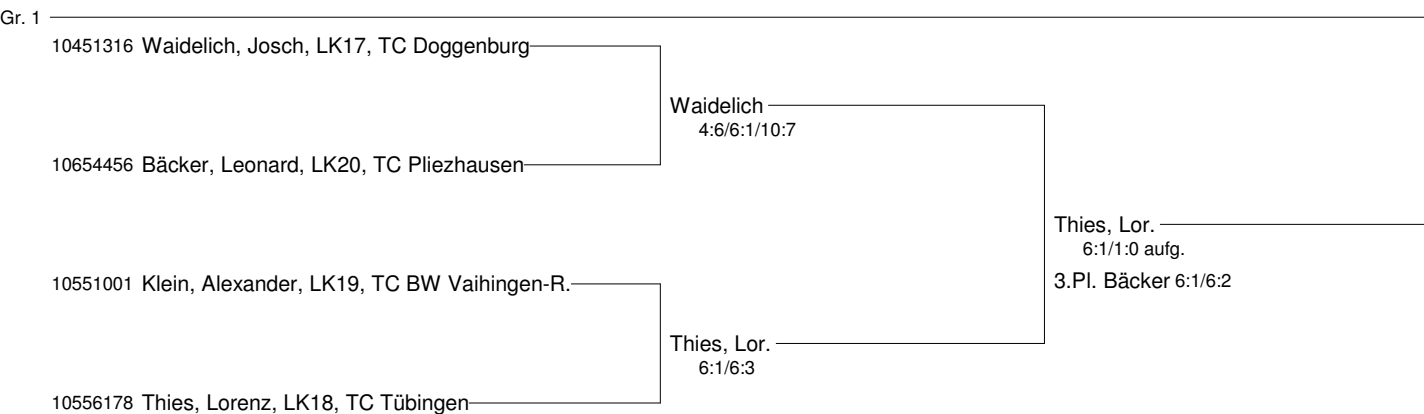 Gr. 1
10451316 Waidelich, Josch, LK17, TC Doggenburg
Waidelich
4:6/6:1/10:7
10654456 Bäcker, Leonard, LK20, TC Pliezhausen
Thies, Lor.
6:1/1:0 aufg.
10551001 Klein, Alexander, LK19, TC BW Vaihingen-R.
3.Pl. Bäcker 6:1/6:2
Thies, Lor.
6:1/6:3
10556178 Thies, Lorenz, LK18, TC Tübingen